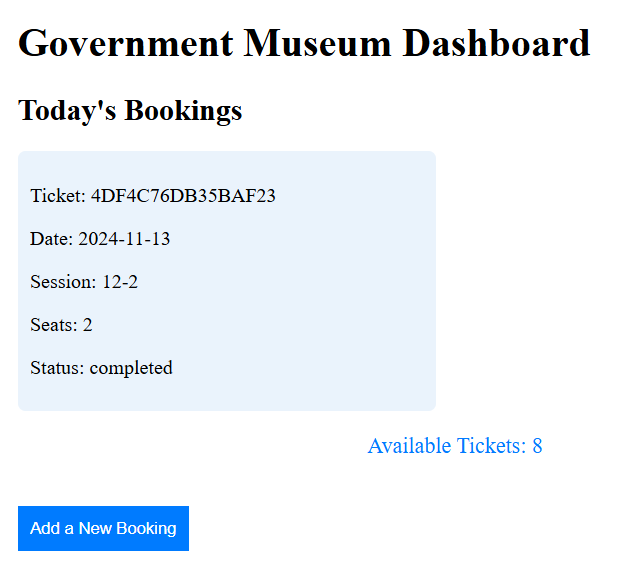 Government Museum Dashboard
Today's Bookings
Ticket: 4DF4C76DB35BAF23
Date: 2024-11-13
Session: 12-2
Seats: 2
Status: completed
Available Tickets: 8
Add a New Booking